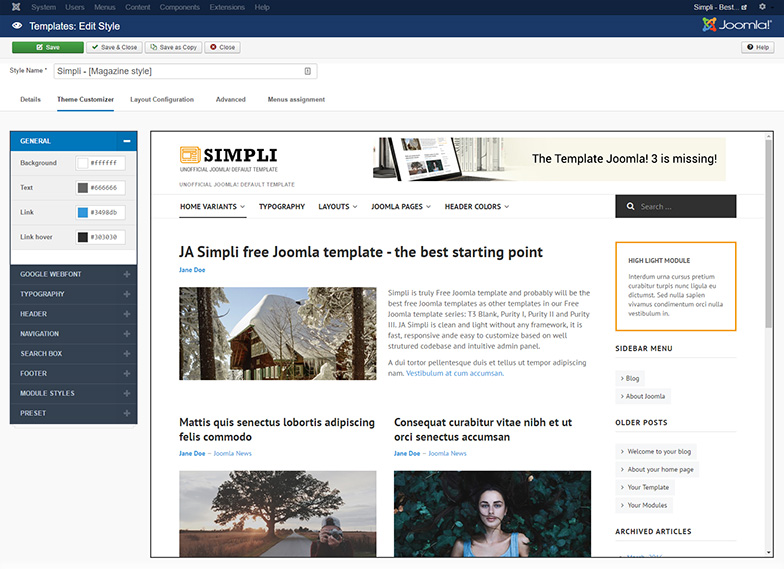 System Users Menus Content Components Extensions Help Simpli - Best...
Templates: Edit Style Joomla!®
Save Save & Close Save as Copy Close Help
Style Name * Simpli - [Magazine style]
Details Theme Customizer Layout Configuration Advanced Menus assignment
GENERAL
Background #ffffff
Text #666666
Link #3498db
Link hover #303030
GOOGLE WEBFONT
TYPOGRAPHY
HEADER
NAVIGATION
SEARCH BOX
FOOTER
MODULE STYLES
PRESET
SIMPLI
UNOFFICIAL JOOMLA! DEFAULT TEMPLATE
UNOFFICIAL JOOMLA! DEFAULT TEMPLATE
The Template Joomla! 3 is missing!
HOME VARIANTS TYPOGRAPHY LAYOUTS JOOMLA PAGES HEADER COLORS Search ...
JA Simpli free Joomla template - the best starting point
Jane Doe
Simpli is truly Free Joomla template and probably will be the
best free Joomla templates as other templates in our Free
Joomla template series: T3 Blank, Purity I, Purity II and Purity
III. JA Simpli is clean and light without any framework, it is
fast, responsive ande easy to customize based on well
strutured codebase and intuitive admin panel.
A dui tortor pellentesque duis et tellus ut tempor adipiscing
nam. Vestibulum at cum accumsan.
Mattis quis senectus lobortis adipiscing
felis commodo
Jane Doe – Joomla News
Consequat curabitur vitae nibh et ut
orci senectus accumsan
Jane Doe – Joomla News
HIGH LIGHT MODULE
Interdum urna cursus pretium
curabitur turpis nunc ligula eu
dictumst. Sed nulla sapien
vivamus condimentum orci nulla
vestibulum in.
SIDEBAR MENU
> Blog
> About Joomla
OLDER POSTS
> Welcome to your blog
> About your home page
> Your Template
> Your Modules
ARCHIVED ARTICLES